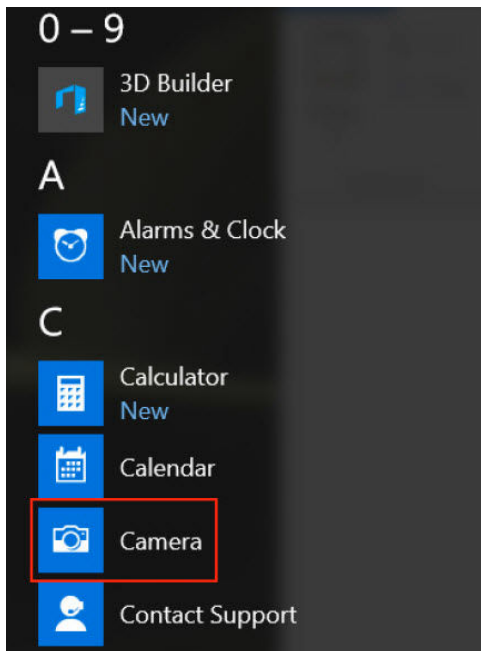 0 – 9
3D Builder
New
A
Alarms & Clock
New
C
Calculator
New
Calendar
Camera
Contact Support